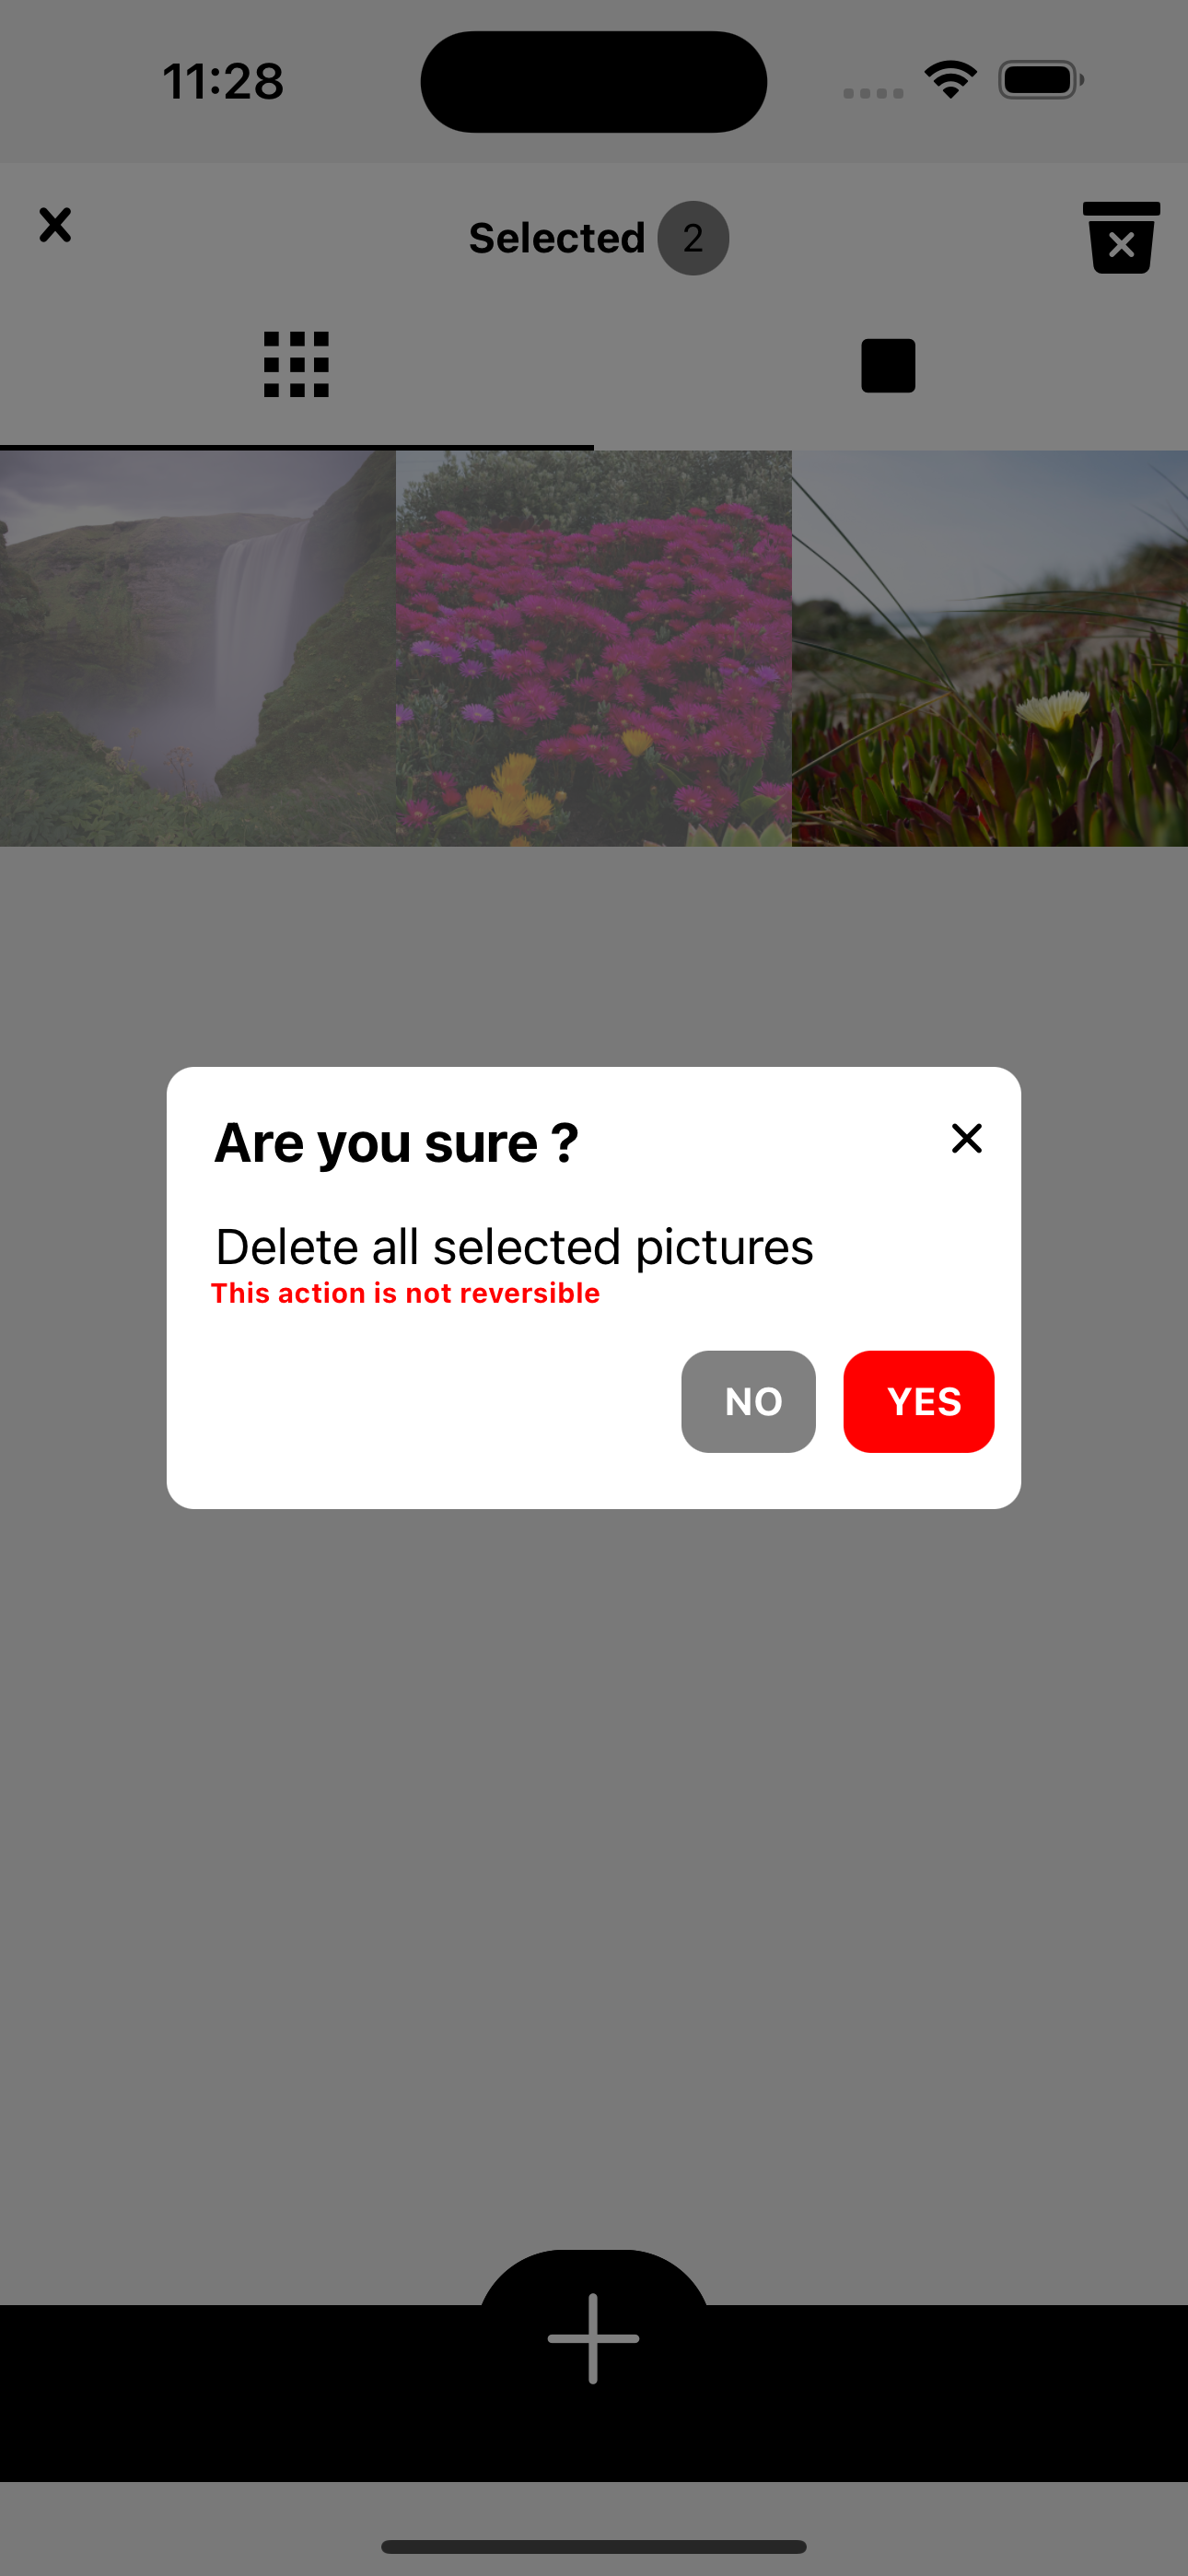 11:28
Selected 2
Are you sure ?
Delete all selected pictures
This action is not reversible
NO YES